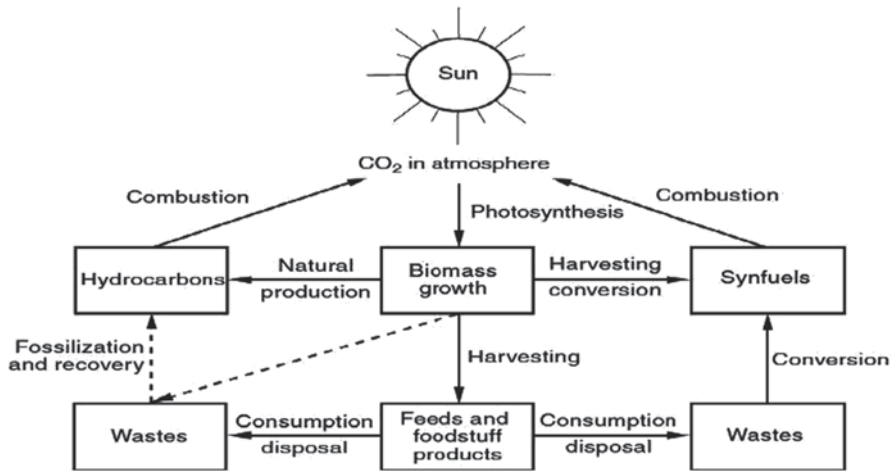 Sun
CO₂ in atmosphere
Combustion
Combustion
Photosynthesis
Hydrocarbons
Natural
production
Biomass
growth
Harvesting
conversion
Synfuels
Fossilization
and recovery
Harvesting
Conversion
Wastes
Consumption
disposal
Feeds and
foodstuff
products
Consumption
disposal
Wastes